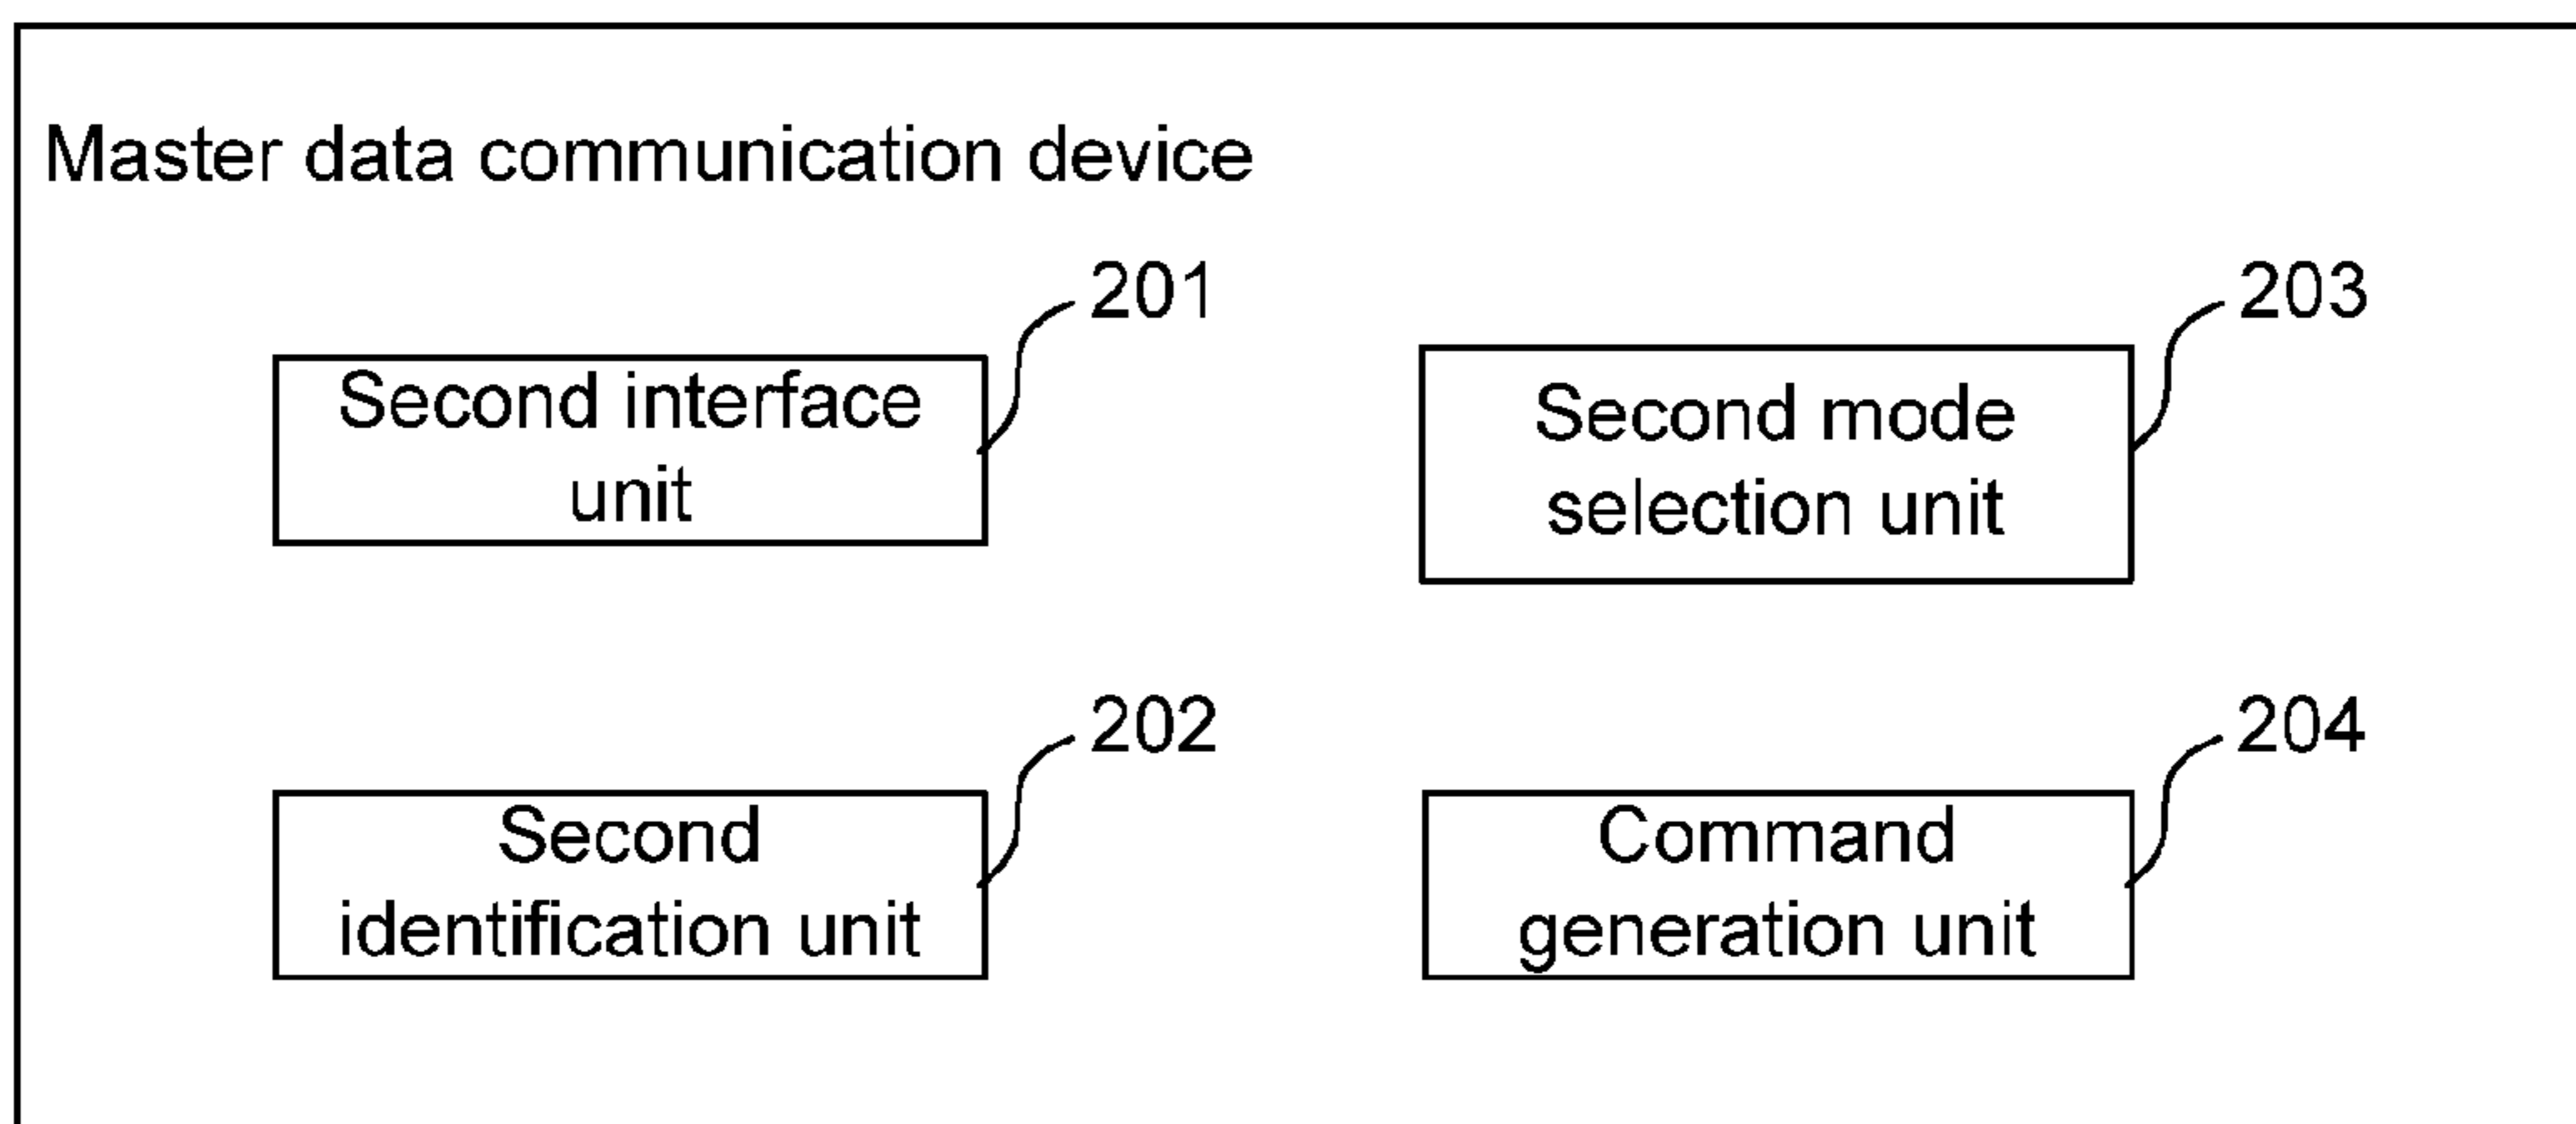 Master data communication device
201
Second interface
unit
203
Second mode
selection unit
202
Second
identification unit
204
Command
generation unit